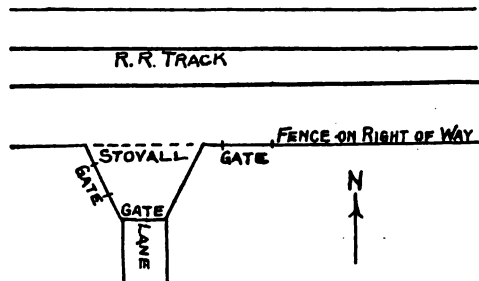 R. R. TRACK
FENCE ON RIGHT OF WAY
STOVALL
GATE
GATE
N
GATE
LANE